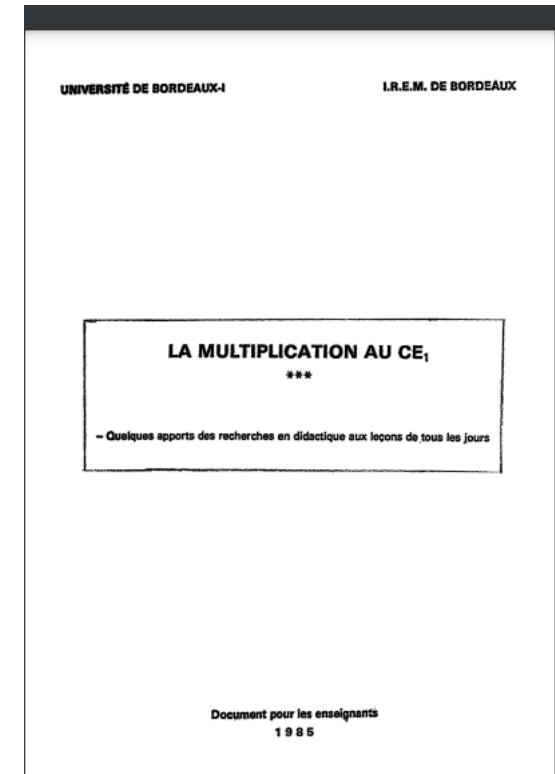 UNIVERSITÉ DE BORDEAUX-I
I.R.E.M. DE BORDEAUX
LA MULTIPLICATION AU CE₁
***
– Quelques apports des recherches en didactique aux leçons de tous les jours
Document pour les enseignants
1985